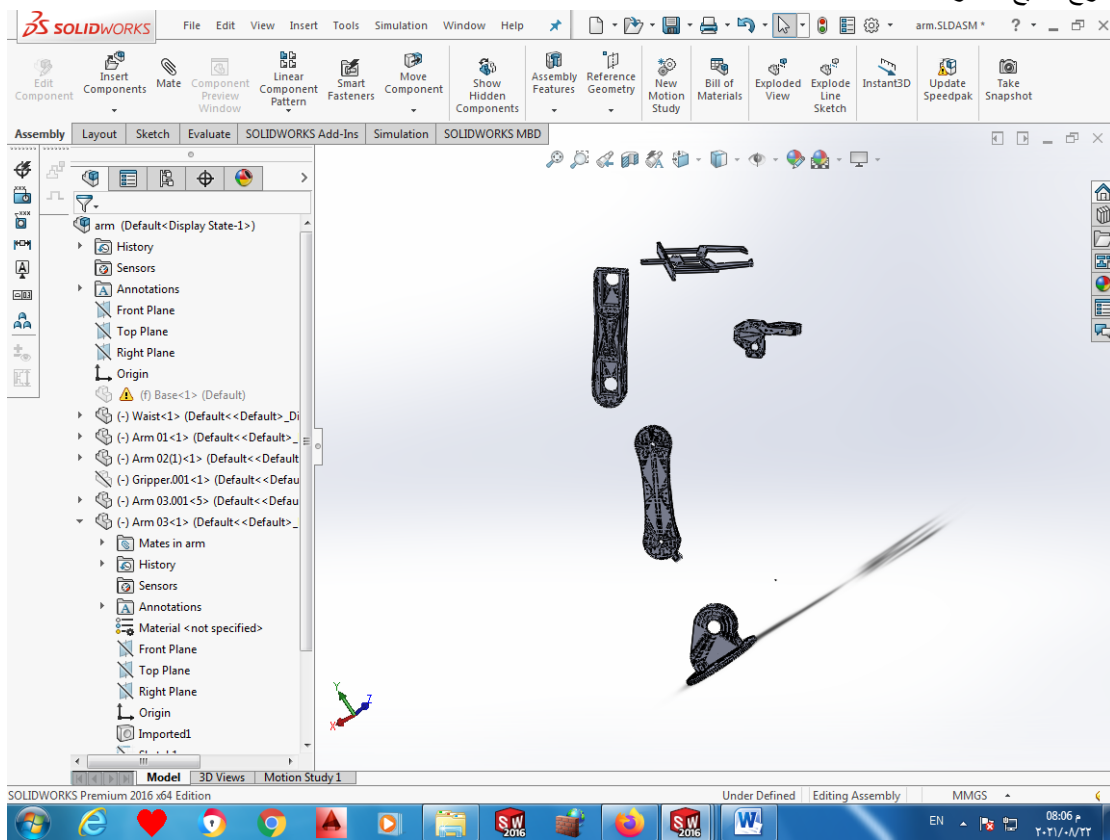 SOLIDWORKS File Edit View Insert Tools Simulation Window Help arm.SLDASM * ?
Edit Component
Insert Components
Mate
Component Preview Window
Linear Component Pattern
Smart Fasteners
Move Component
Show Hidden Components
Assembly Features
Reference Geometry
New Motion Study
Bill of Materials
Exploded View
Explode Line Sketch
Instant3D
Update Speedpak
Take Snapshot
Assembly Layout Sketch Evaluate SOLIDWORKS Add-Ins Simulation SOLIDWORKS MBD
arm (Default<Display State-1>)
History
Sensors
Annotations
Front Plane
Top Plane
Right Plane
Origin
(f) Base<1> (Default)
(-) Waist<1> (Default<<Default>_Di
(-) Arm 01<1> (Default<<Default>_
(-) Arm 02(1)<1> (Default<<Default
(-) Gripper.001<1> (Default<<Defau
(-) Arm 03.001<5> (Default<<Defau
(-) Arm 03<1> (Default<<Default>_
Mates in arm
History
Sensors
Annotations
Material <not specified>
Front Plane
Top Plane
Right Plane
Origin
Imported1
Y
Z
X
Model 3D Views Motion Study 1
SOLIDWORKS Premium 2016 x64 Edition Under Defined Editing Assembly MMGS
EN 08:06 م
٢٠٢١/٠٨/٢٢